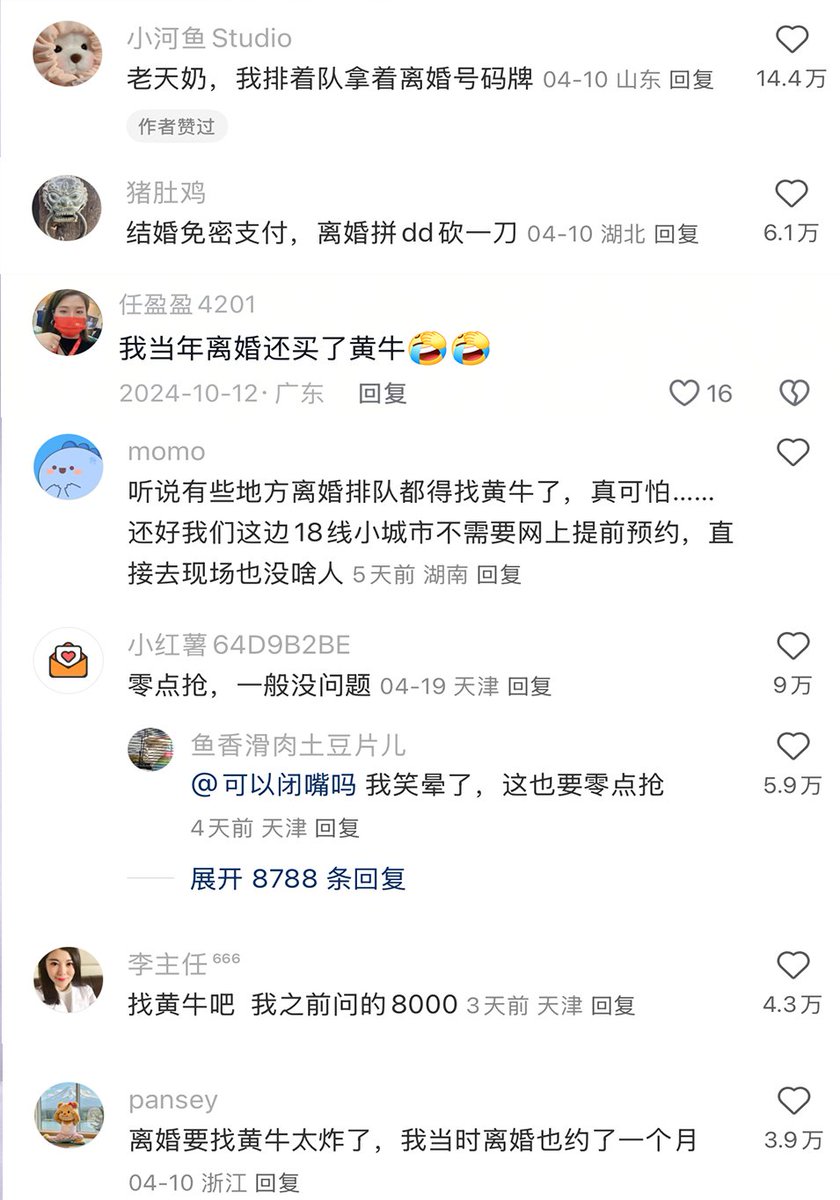 小河鱼Studio
老天奶，我排着队拿着离婚号码牌 04-10 山东 回复
14.4万
作者赞过
猪肚鸡
结婚免密支付，离婚拼dd砍一刀 04-10 湖北 回复
6.1万
任盈盈4201
我当年离婚还买了黄牛🤣🤣
2024-10-12· 广东 回复
16
momo
听说有些地方离婚排队都得找黄牛了，真可怕……
还好我们这边18线小城市不需要网上提前预约，直
接去现场也没啥人 5天前 湖南 回复
小红薯64D9B2BE
零点抢，一般没问题 04-19 天津 回复
9万
鱼香滑肉土豆片儿
@可以闭嘴吗 我笑晕了，这也要零点抢
5.9万
4天前 天津 回复
展开 8788 条回复
李主任⁶⁶⁶
找黄牛吧 我之前问的8000 3天前 天津 回复
4.3万
pansey
离婚要找黄牛太炸了，我当时离婚也约了一个月
3.9万
04-10 浙江 回复